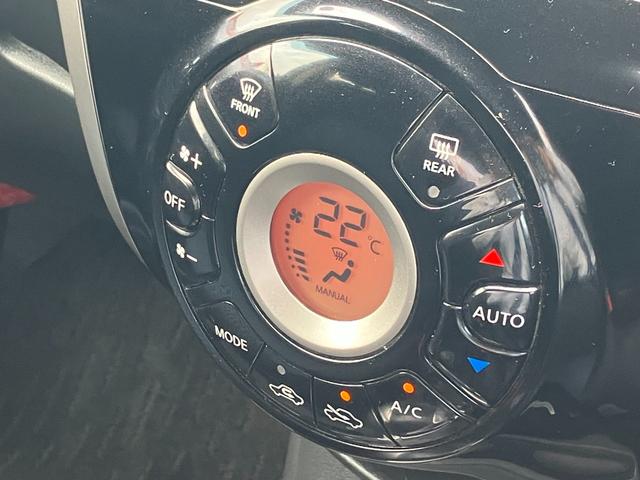 FRONT
REAR
+
OFF
-
22°C
MANUAL
AUTO
MODE
A/C